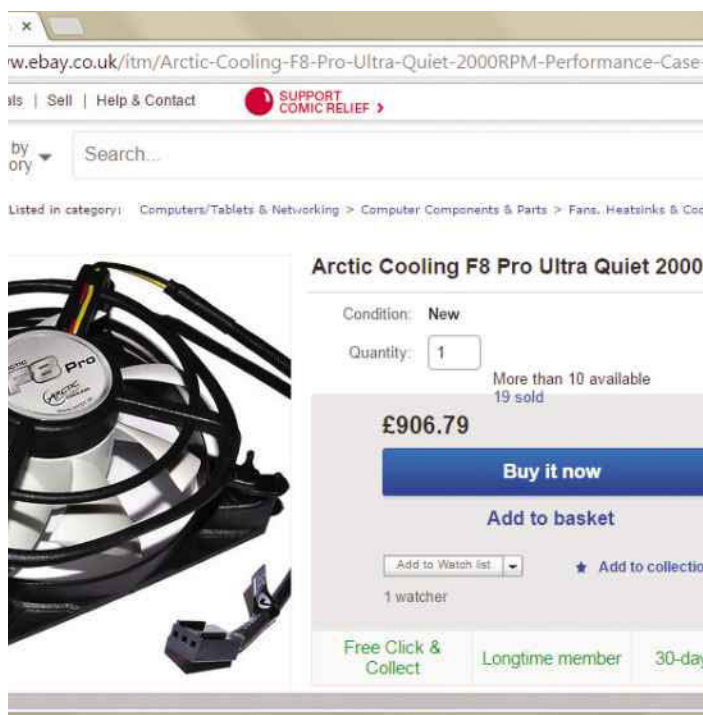 w.ebay.co.uk/itm/Arctic-Cooling-F8-Pro-Ultra-Quiet-2000RPM-Performance-Case-
als | Sell | Help & Contact
SUPPORT
COMIC RELIEF >
by
ory
Search...
Listed in category: Computers/Tablets & Networking > Computer Components & Parts > Fans, Heatsinks & Coo
Arctic Cooling F8 Pro Ultra Quiet 2000
Condition: New
Quantity: 1
More than 10 available
19 sold
£906.79
Buy it now
Add to basket
Add to Watch list
★ Add to collectio
1 watcher
Free Click &
Collect
Longtime member
30-day
F8 Pro
ARCTIC